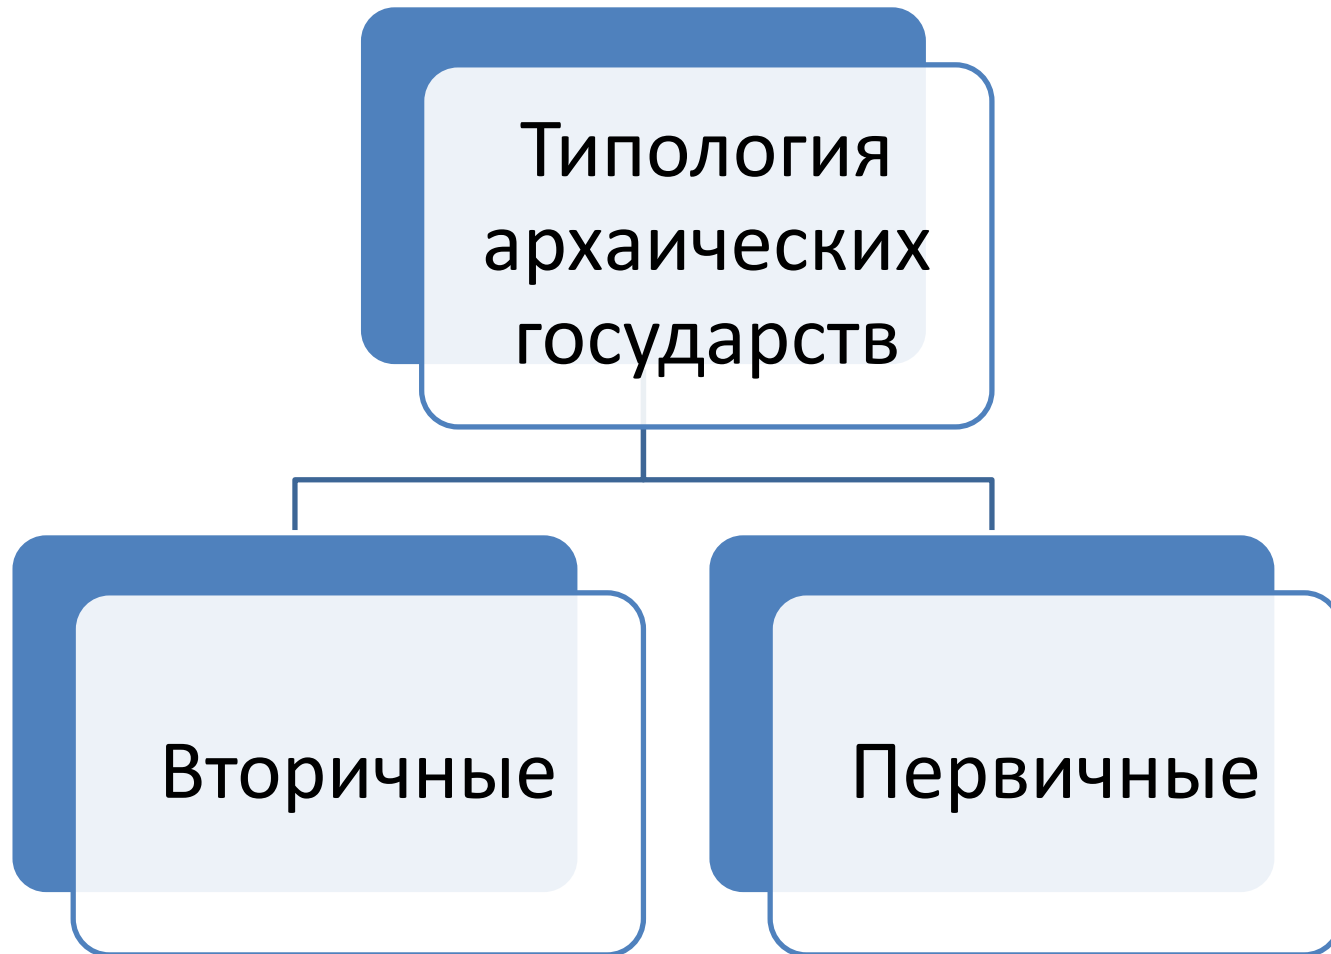 Типология
архаических
государств
Вторичные
Первичные